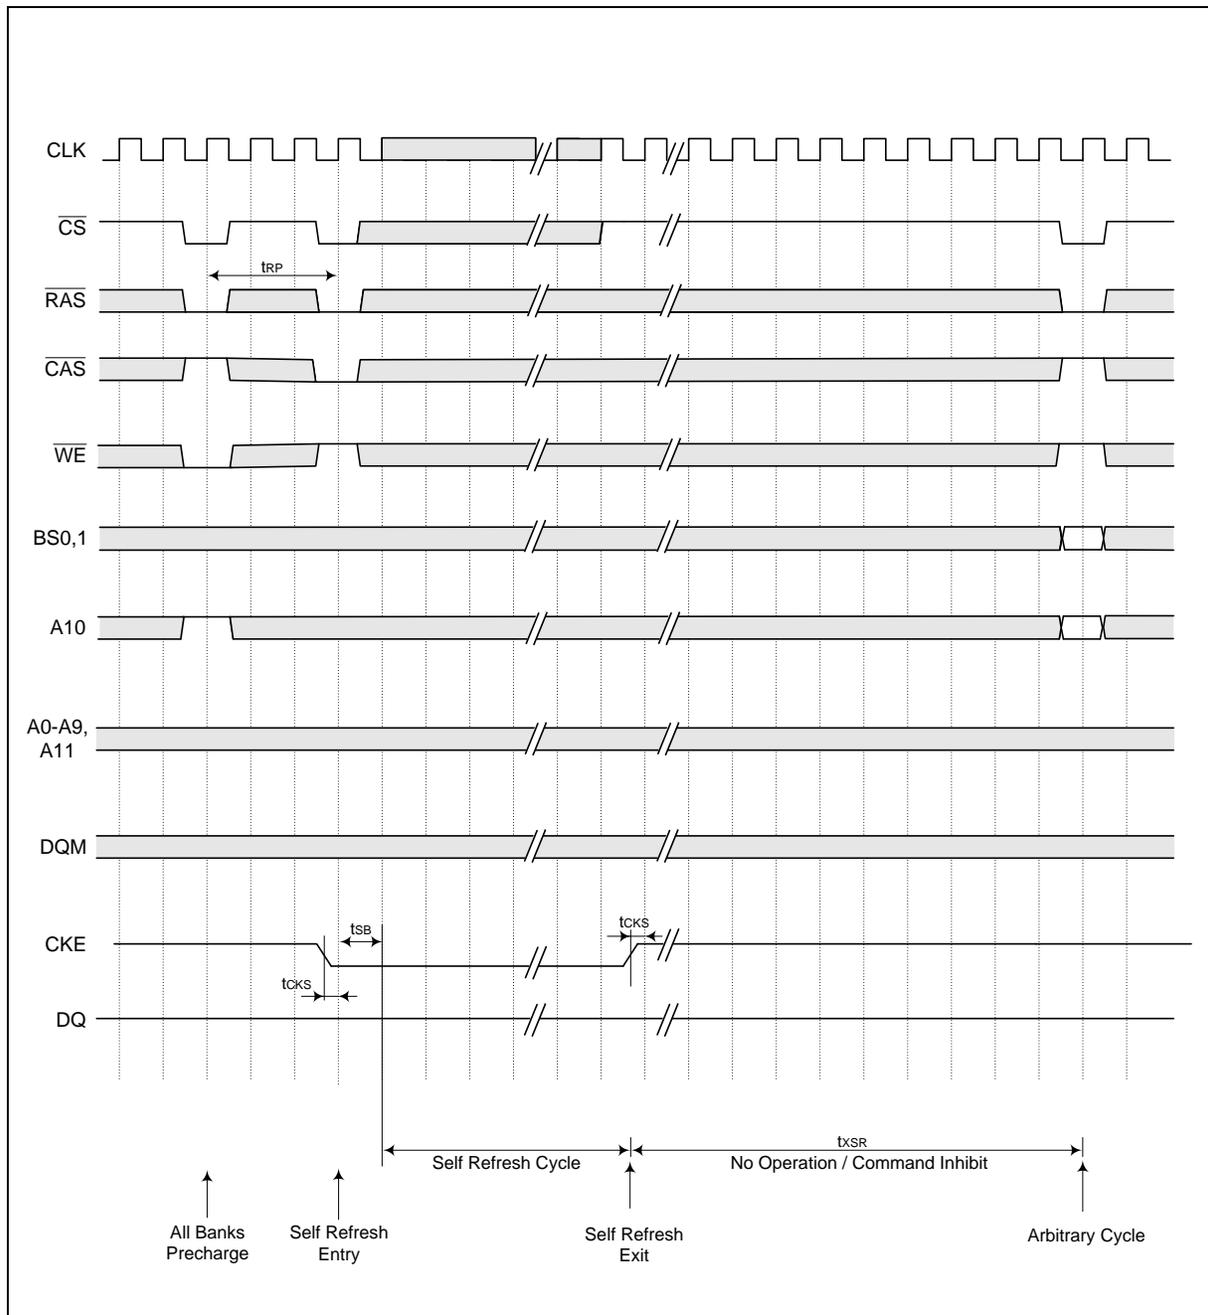 CLK
CS
tRP
RAS
CAS
WE
BS0,1
A10
A0-A9,
A11
DQM
tSB
tCKS
CKE
tCKS
DQ
tXSR
Self Refresh Cycle
No Operation / Command Inhibit
All Banks
Precharge
Self Refresh
Entry
Self Refresh
Exit
Arbitrary Cycle